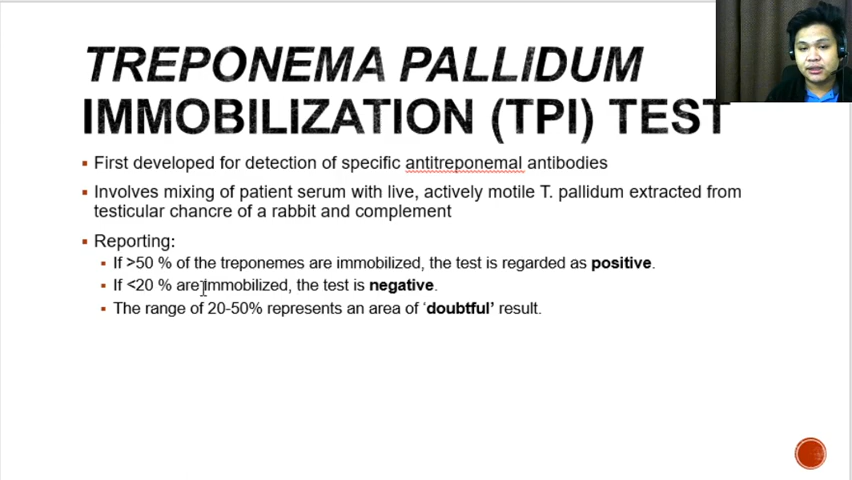 TREPONEMA PALLIDUM
IMMOBILIZATION (TPI) TEST
▪ First developed for detection of specific antitreponemal antibodies
▪ Involves mixing of patient serum with live, actively motile T. pallidum extracted from
testicular chancre of a rabbit and complement
▪ Reporting:
▪ If >50 % of the treponemes are immobilized, the test is regarded as positive.
▪ If <20 % are immobilized, the test is negative.
▪ The range of 20-50% represents an area of ‘doubtful’ result.